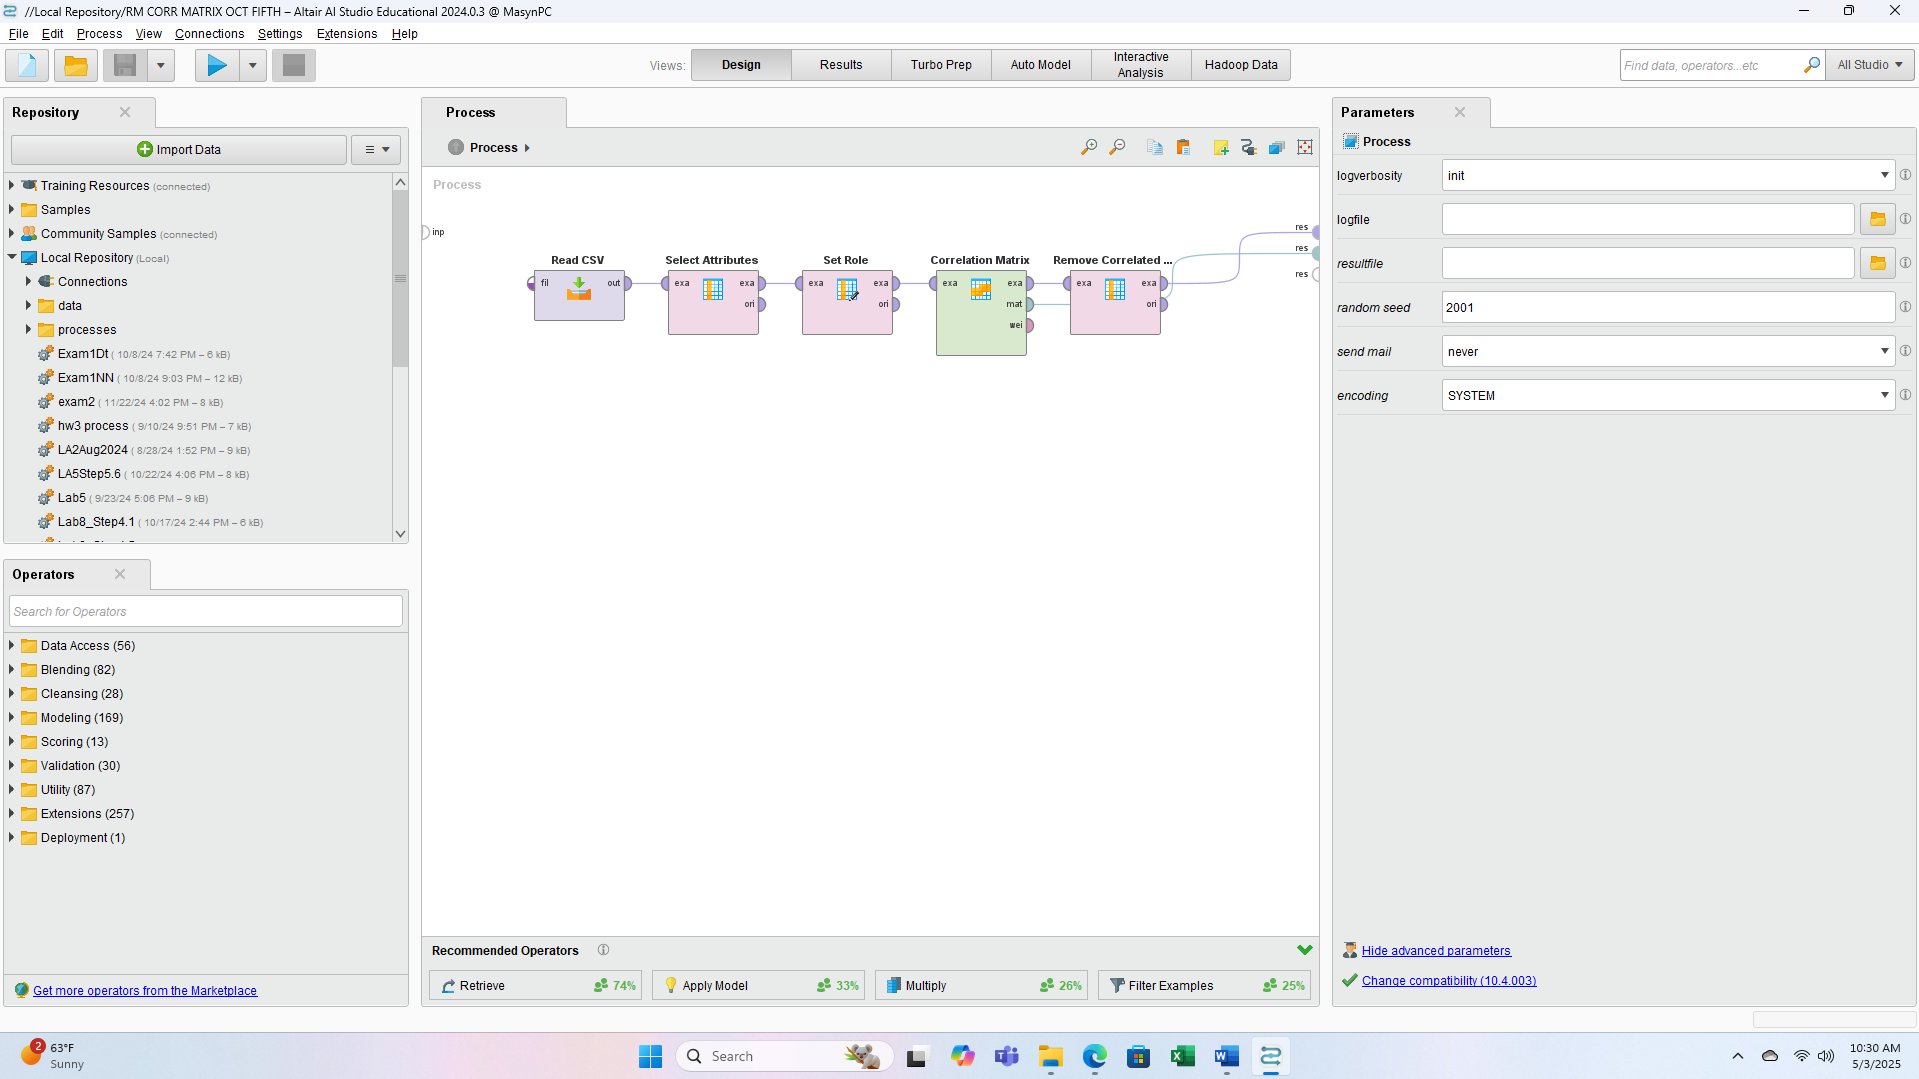 //Local Repository/RM CORR MATRIX OCT FIFTH – Altair AI Studio Educational 2024.0.3 @ MasynPC
File Edit Process View Connections Settings Extensions Help
Views: Design Results Turbo Prep Auto Model Interactive Analysis Hadoop Data
Find data, operators...etc All Studio
Repository
Import Data
Training Resources (connected)
Samples
Community Samples (connected)
Local Repository (Local)
Connections
data
processes
Exam1Dt ( 10/8/24 7:42 PM – 6 kB)
Exam1NN ( 10/8/24 9:03 PM – 12 kB)
exam2 ( 11/22/24 4:02 PM – 8 kB)
hw3 process ( 9/10/24 9:51 PM – 7 kB)
LA2Aug2024 ( 8/28/24 1:52 PM – 9 kB)
LA5Step5.6 ( 10/22/24 4:06 PM – 8 kB)
Lab5 ( 9/23/24 5:06 PM – 9 kB)
Lab8_Step4.1 ( 10/17/24 2:44 PM – 6 kB)
Operators
Search for Operators
Data Access (56)
Blending (82)
Cleansing (28)
Modeling (169)
Scoring (13)
Validation (30)
Utility (87)
Extensions (257)
Deployment (1)
Get more operators from the Marketplace
Process
Process
Process
inp
res
res
res
Read CSV
fil out
Select Attributes
exa exa
ori
Set Role
exa exa
ori
Correlation Matrix
exa exa
mat
wei
Remove Correlated ...
exa exa
ori
Recommended Operators
Retrieve 74%
Apply Model 33%
Multiply 26%
Filter Examples 25%
Parameters
Process
logverbosity init
logfile
resultfile
random seed 2001
send mail never
encoding SYSTEM
Hide advanced parameters
Change compatibility (10.4.003)
2
63°F
Sunny
Search
10:30 AM
5/3/2025